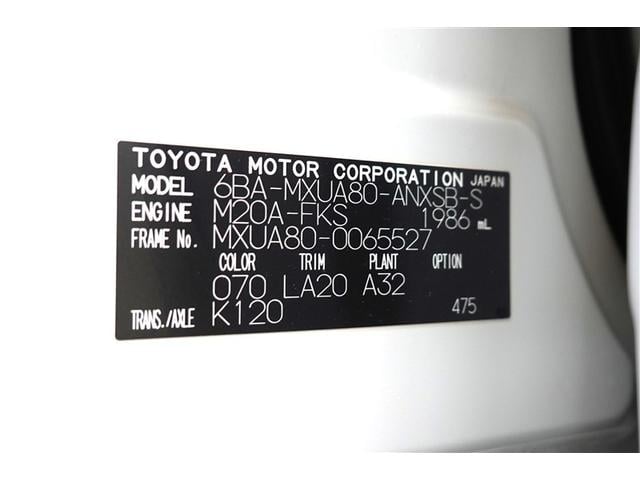 TOYOTA MOTOR CORPORATION JAPAN
MODEL 6BA-MXUA80-ANXSB-S
ENGINE M20A-FKS 1986 mL
FRAME No. MXUA80-0065527
COLOR TRIM PLANT OPTION
070 LA20 A32
TRANS./AXLE K120 475